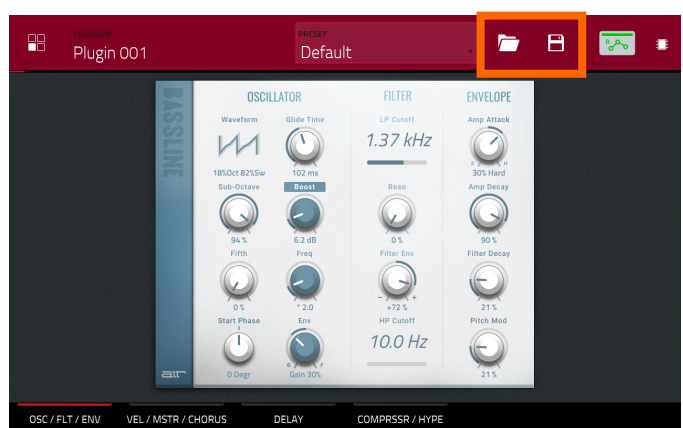 PROGRAM
Plugin 001
PRESET
Default
BASSLINE
OSCILLATOR
FILTER
ENVELOPE
Waveform
Glide Time
LP Cutoff
Amp Attack
1.37 kHz
18%Oct 82%Sw
102 ms
30% Hard
Sub-Octave
Boost
Reso
Amp Decay
94 %
6.2 dB
0 %
90 %
Fifth
Freq
Filter Env
Filter Decay
- +
0 %
* 2.0
+72 %
21 %
Start Phase
Env
HP Cutoff
Pitch Mod
10.0 Hz
air
0 Degr
Gain 30%
21 %
OSC / FLT / ENV
VEL / MSTR / CHORUS
DELAY
COMPRSSR / HYPE